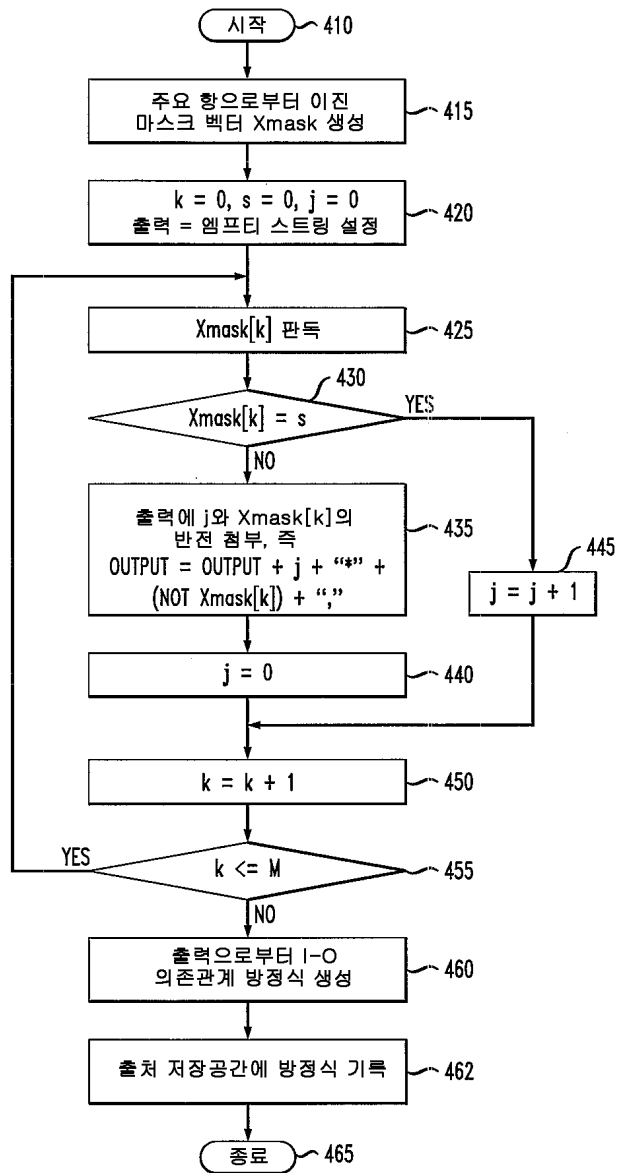 시작
410
주요 항으로부터 이진
마스크 벡터 Xmask 생성
415
k = 0, s = 0, j = 0
출력 = 엠프티 스트링 설정
420
Xmask[k] 판독
425
430
Xmask[k] = s
YES
NO
출력에 j와 Xmask[k]의
반전 첨부, 즉
OUTPUT = OUTPUT + j + “*” +
(NOT Xmask[k]) + “,”
435
445
j = j + 1
j = 0
440
k = k + 1
450
YES
k <= M
455
NO
출력으로부터 I-O
의존관계 방정식 생성
460
출처 저장공간에 방정식 기록
462
종료
465